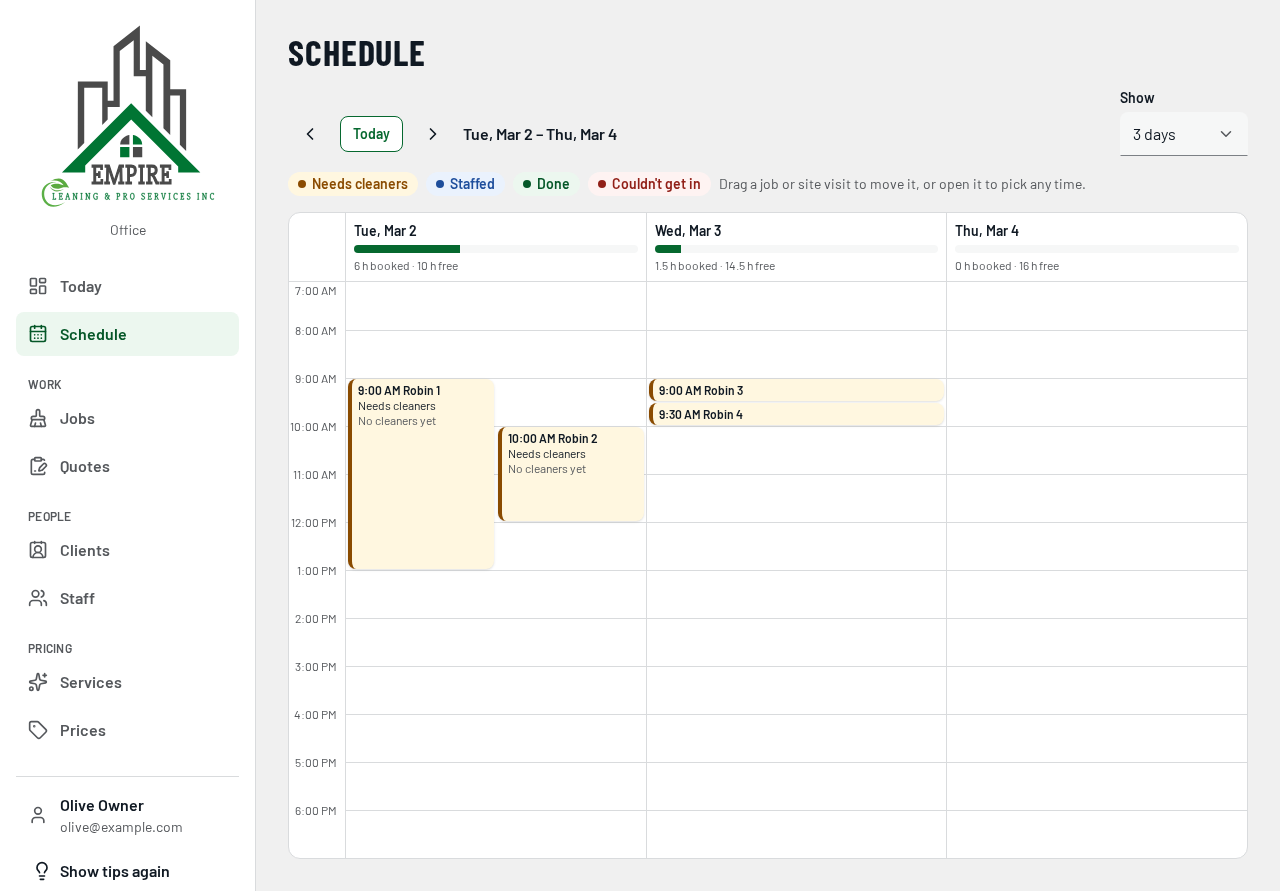 EMPIRE
LEANING & PRO SERVICES INC
Office
Today
Schedule
WORK
Jobs
Quotes
PEOPLE
Clients
Staff
PRICING
Services
Prices
Olive Owner
olive@example.com
Show tips again
SCHEDULE
Today
Tue, Mar 2 – Thu, Mar 4
Show
3 days
Needs cleaners
Staffed
Done
Couldn't get in
Drag a job or site visit to move it, or open it to pick any time.
Tue, Mar 2
6 h booked · 10 h free
Wed, Mar 3
1.5 h booked · 14.5 h free
Thu, Mar 4
0 h booked · 16 h free
7:00 AM
8:00 AM
9:00 AM
10:00 AM
11:00 AM
12:00 PM
1:00 PM
2:00 PM
3:00 PM
4:00 PM
5:00 PM
6:00 PM
9:00 AM Robin 1
Needs cleaners
No cleaners yet
10:00 AM Robin 2
Needs cleaners
No cleaners yet
9:00 AM Robin 3
9:30 AM Robin 4